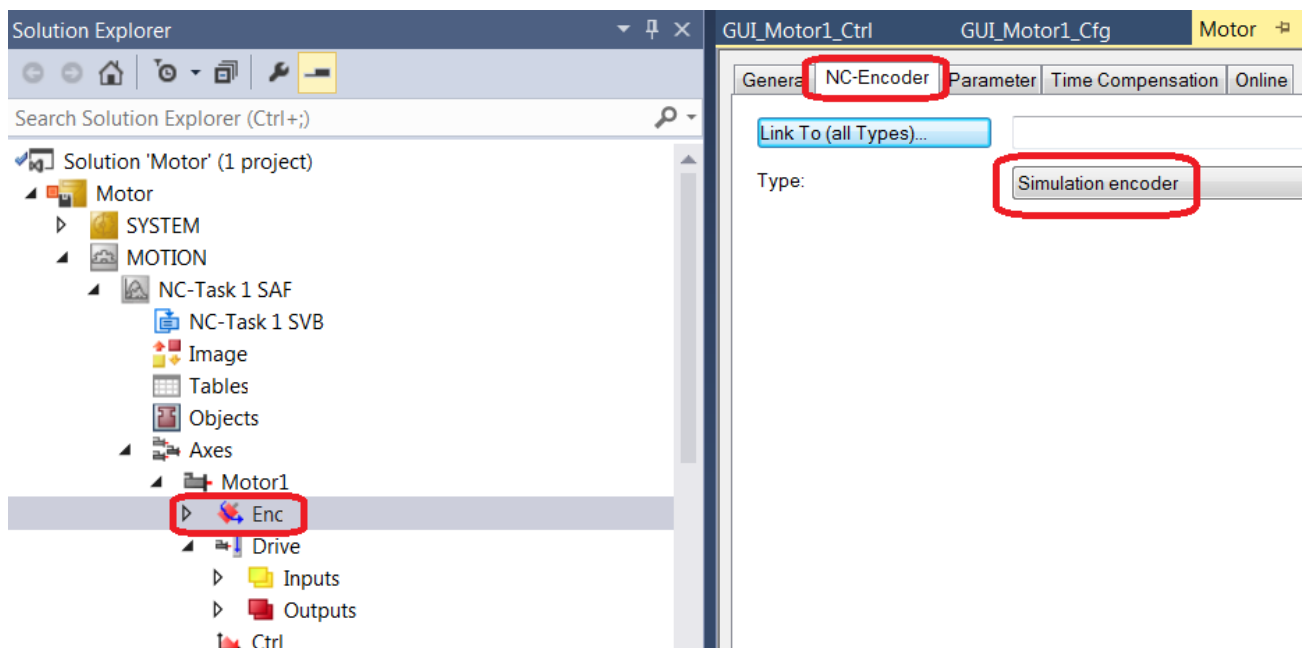 Solution Explorer
Search Solution Explorer (Ctrl+;)
Solution 'Motor' (1 project)
Motor
SYSTEM
MOTION
NC-Task 1 SAF
NC-Task 1 SVB
Image
Tables
Objects
Axes
Motor1
Enc
Drive
Inputs
Outputs
Ctrl
GUI_Motor1_Ctrl GUI_Motor1_Cfg Motor
General NC-Encoder Parameter Time Compensation Online
Link To (all Types)...
Type: Simulation encoder